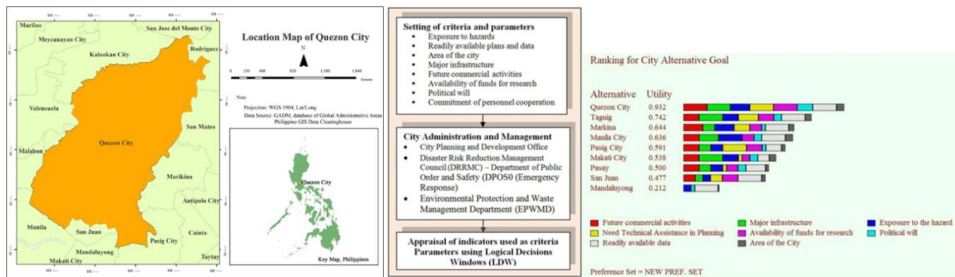 Marilao
San Jose del Monte City
Meycauayan City
Kalookan City
Rodriguez
Valenzuela
San Mateo
Quezon City
Malabon
Marikina
Antipolo City
Manila
San Juan
Pasig City
Cainta
Mandaluyong
Makati City
Taytay
Location Map of Quezon City
N
Note
Projection: WGS 1984, Lat/Long
Data Source: GADM, database of Global Administrative Areas
Philippine GIS Data Clearinghouse
Quezon City
Key Map, Philippines
Setting of criteria and parameters
• Exposure to hazards
• Readily available plans and data
• Area of the city
• Major infrastructure
• Future commercial activities
• Availability of funds for research
• Political will
• Commitment of personnel cooperation
City Administration and Management
• City Planning and Development Office
• Disaster Risk Reduction Management
Council (DRRMC) – Department of Public
Order and Safety (DPOS0 (Emergency
Response)
• Environmental Protection and Waste
Management Department (EPWMD)
Appraisal of indicators used as criteria
Parameters using Logical Decisions
Windows (LDW)
Ranking for City Alternative Goal
Alternative Utility
Quezon City 0.932
Taguig 0.742
Markina 0.644
Manila City 0.636
Pasig City 0.591
Makati City 0.538
Pasay 0.500
San Juan 0.477
Mandaluyong 0.212
Future commercial activities Major infrastructure Exposure to the hazard
Need Technical Assistance in Planning Availability of funds for research Political will
Readily available data Area of the City
Preference Set = NEW PREF. SET